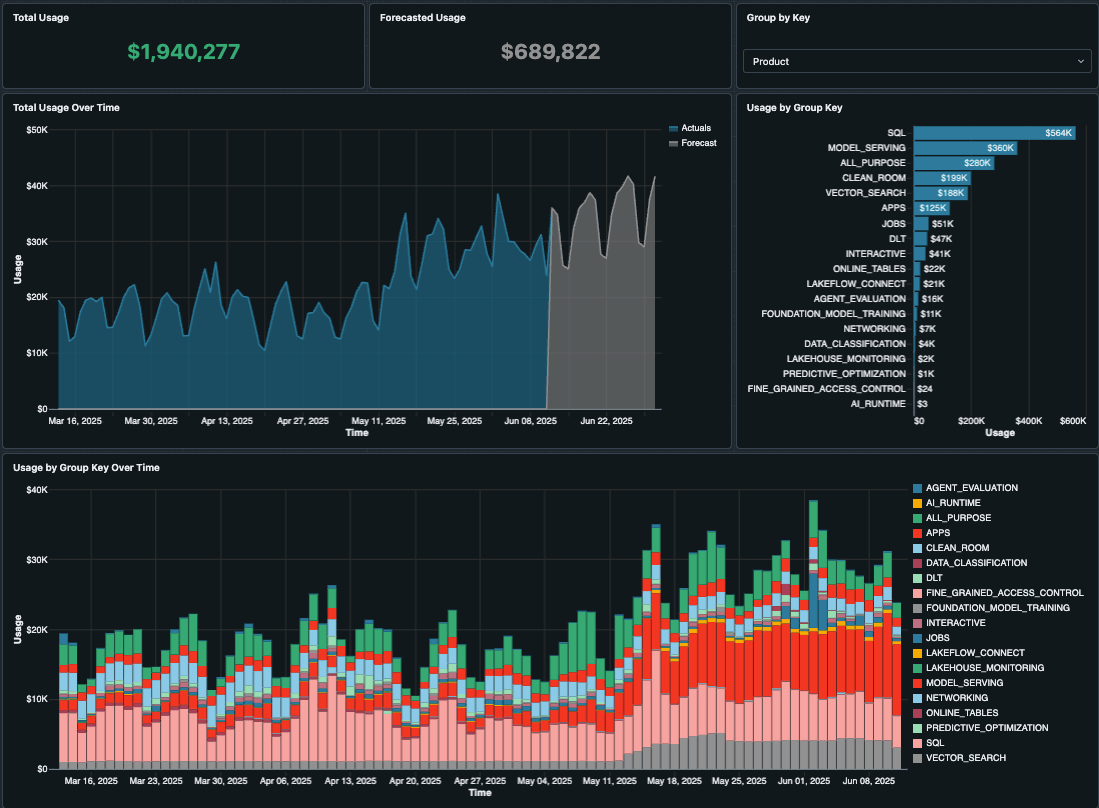 Total Usage
$1,940,277
Forecasted Usage
$689,822
Group by Key
Product
Total Usage Over Time
Actuals
Forecast
$50K
$40K
$30K
$20K
$10K
$0
Usage
Mar 16, 2025 Mar 30, 2025 Apr 13, 2025 Apr 27, 2025 May 11, 2025 May 25, 2025 Jun 08, 2025 Jun 22, 2025
Time
Usage by Group Key
SQL $564K
MODEL_SERVING $360K
ALL_PURPOSE $280K
CLEAN_ROOM $199K
VECTOR_SEARCH $188K
APPS $125K
JOBS $51K
DLT $47K
INTERACTIVE $41K
ONLINE_TABLES $22K
LAKEFLOW_CONNECT $21K
AGENT_EVALUATION $16K
FOUNDATION_MODEL_TRAINING $11K
NETWORKING $7K
DATA_CLASSIFICATION $4K
LAKEHOUSE_MONITORING $2K
PREDICTIVE_OPTIMIZATION $1K
FINE_GRAINED_ACCESS_CONTROL $24
AI_RUNTIME $3
$0 $200K $400K $600K
Usage
Usage by Group Key Over Time
$40K
$30K
$20K
$10K
$0
Usage
Mar 16, 2025 Mar 23, 2025 Mar 30, 2025 Apr 06, 2025 Apr 13, 2025 Apr 20, 2025 Apr 27, 2025 May 04, 2025 May 11, 2025 May 18, 2025 May 25, 2025 Jun 01, 2025 Jun 08, 2025
Time
AGENT_EVALUATION
AI_RUNTIME
ALL_PURPOSE
APPS
CLEAN_ROOM
DATA_CLASSIFICATION
DLT
FINE_GRAINED_ACCESS_CONTROL
FOUNDATION_MODEL_TRAINING
INTERACTIVE
JOBS
LAKEFLOW_CONNECT
LAKEHOUSE_MONITORING
MODEL_SERVING
NETWORKING
ONLINE_TABLES
PREDICTIVE_OPTIMIZATION
SQL
VECTOR_SEARCH